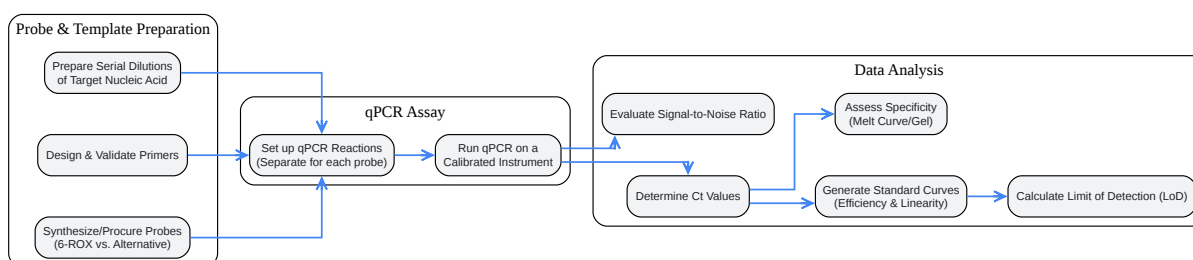 Probe & Template Preparation
Prepare Serial Dilutions
of Target Nucleic Acid
Design & Validate Primers
Synthesize/Procure Probes
(6-ROX vs. Alternative)
qPCR Assay
Set up qPCR Reactions
(Separate for each probe)
Run qPCR on a
Calibrated Instrument
Data Analysis
Evaluate Signal-to-Noise Ratio
Assess Specificity
(Melt Curve/Gel)
Determine Ct Values
Generate Standard Curves
(Efficiency & Linearity)
Calculate Limit of Detection (LoD)